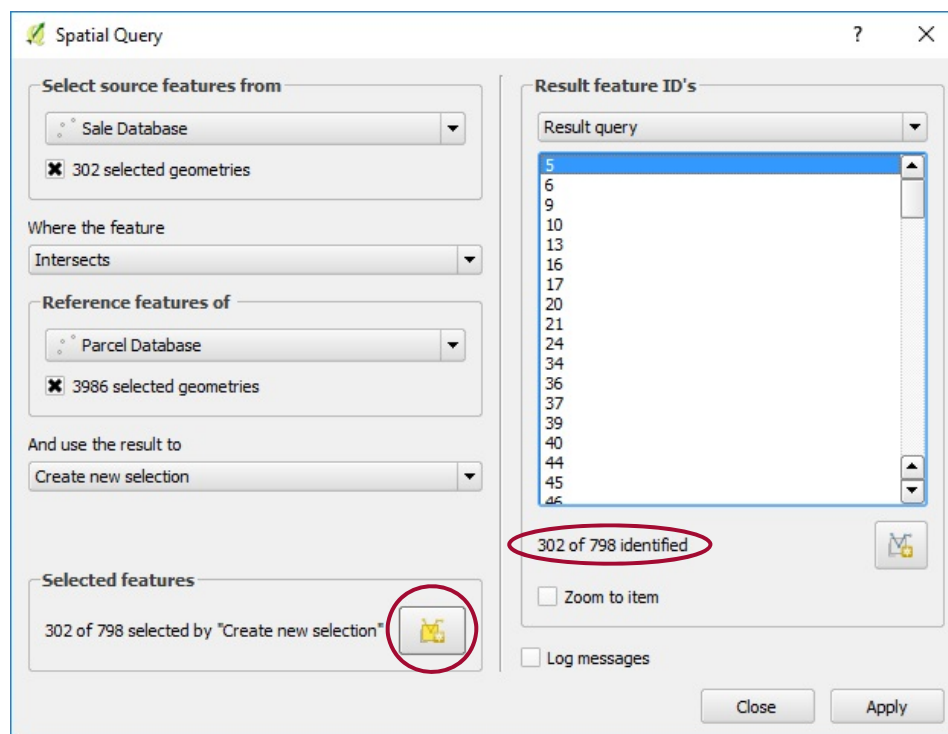 Spatial Query
?
Select source features from
Sale Database
302 selected geometries
Where the feature
Intersects
Reference features of
Parcel Database
3986 selected geometries
And use the result to
Create new selection
Selected features
302 of 798 selected by "Create new selection"
Result feature ID's
Result query
5
6
9
10
13
16
17
20
21
24
34
36
37
39
40
44
45
46
302 of 798 identified
Zoom to item
Log messages
Close
Apply